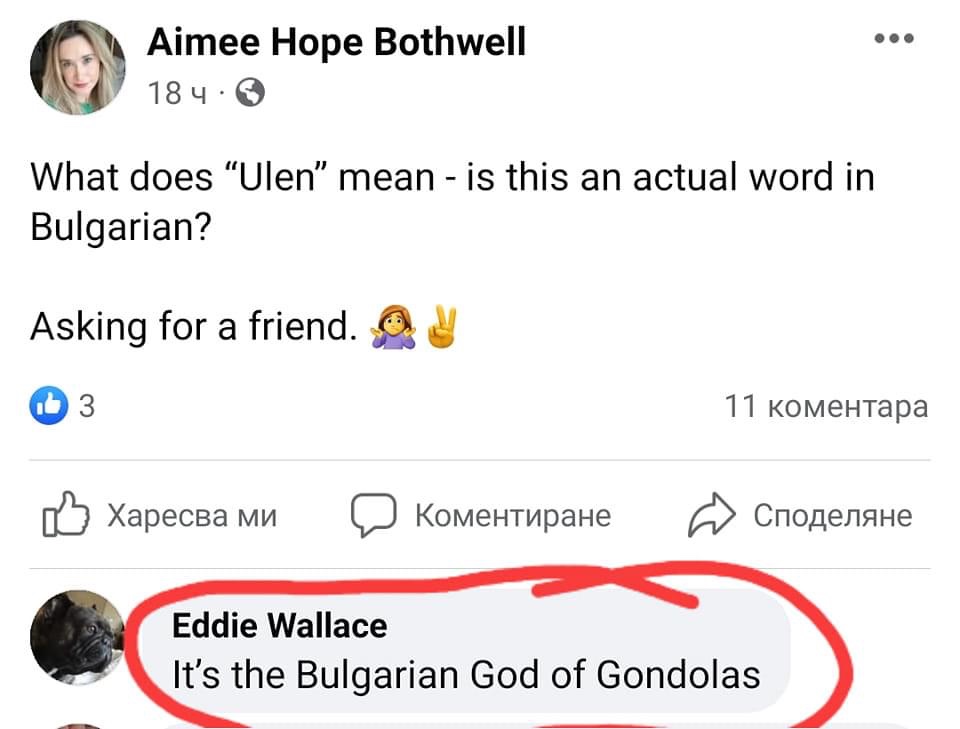 Aimee Hope Bothwell
18 ч ·
What does “Ulen” mean - is this an actual word in
Bulgarian?
Asking for a friend. 🤷‍♀️✌️
3
11 коментара
Харесва ми
Коментиране
Споделяне
Eddie Wallace
It’s the Bulgarian God of Gondolas